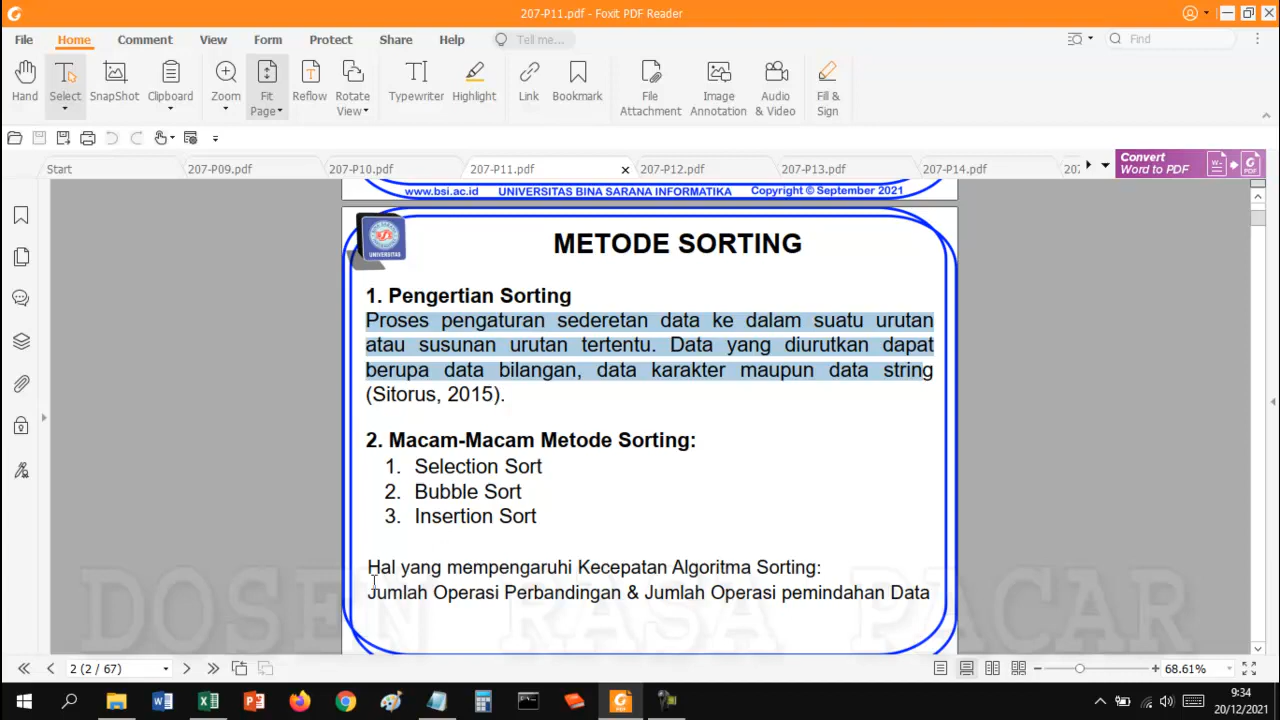 207-P11.pdf - Foxit PDF Reader
File Home Comment View Form Protect Share Help Tell me... Find
Hand Select SnapShot Clipboard Zoom Fit Page Reflow Rotate View Typewriter Highlight Link Bookmark File Attachment Image Annotation Audio & Video Fill & Sign
Start 207-P09.pdf 207-P10.pdf 207-P11.pdf 207-P12.pdf 207-P13.pdf 207-P14.pdf 207
Convert
Word to PDF
www.bsi.ac.id UNIVERSITAS BINA SARANA INFORMATIKA Copyright © September 2021
UNIVERSITAS
METODE SORTING
1. Pengertian Sorting
Proses pengaturan sederetan data ke dalam suatu urutan
atau susunan urutan tertentu. Data yang diurutkan dapat
berupa data bilangan, data karakter maupun data string
(Sitorus, 2015).
2. Macam-Macam Metode Sorting:
1. Selection Sort
2. Bubble Sort
3. Insertion Sort
Hal yang mempengaruhi Kecepatan Algoritma Sorting:
Jumlah Operasi Perbandingan & Jumlah Operasi pemindahan Data
DOSEN RASA PACAR
2 (2 / 67) 68.61%
9:34
20/12/2021